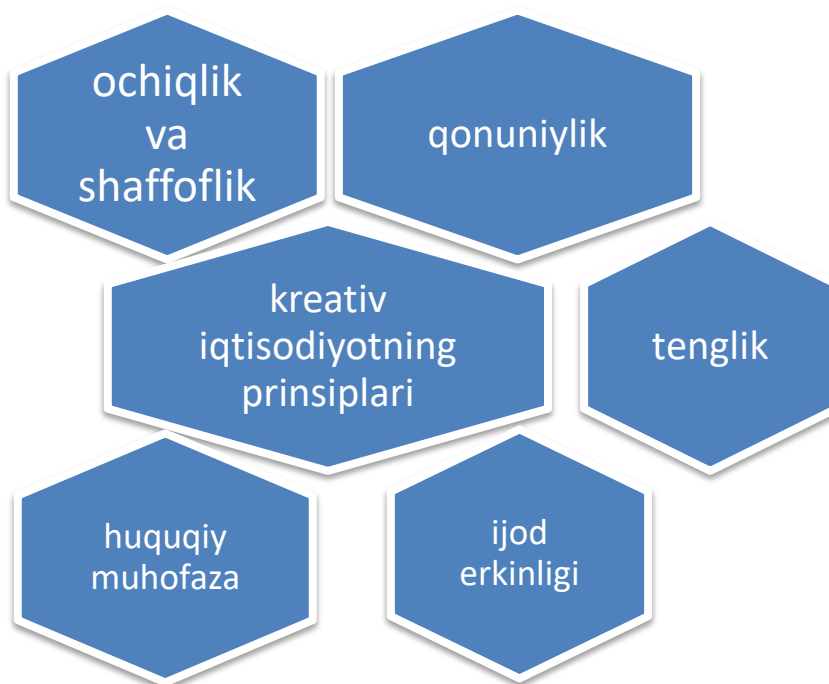 ochiqlik
va
shaffoflik
qonuniylik
kreativ
iqtisodiyotning
prinsiplari
tenglik
huquqiy
muhofaza
ijod
erkinligi